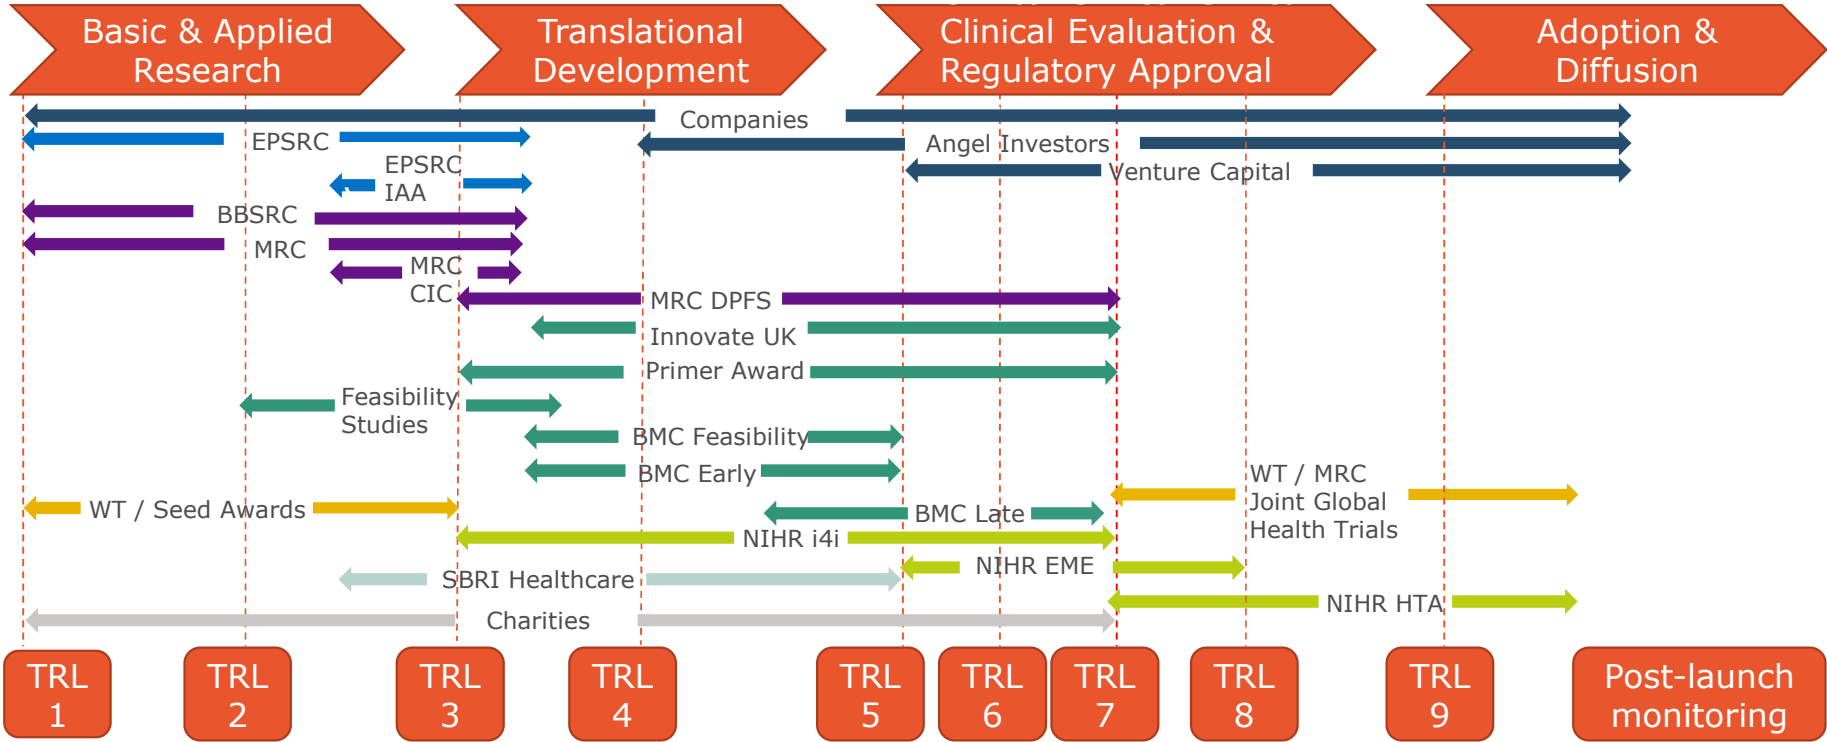 Basic & Applied
Research
Translational
Development
Clinical Evaluation &
Regulatory Approval
Adoption &
Diffusion
Companies
EPSRC
Angel Investors
EPSRC
IAA
Venture Capital
BBSRC
MRC
MRC
CIC
MRC DPFS
Innovate UK
Primer Award
Feasibility
Studies
BMC Feasibility
BMC Early
WT / MRC
Joint Global
Health Trials
WT / Seed Awards
BMC Late
NIHR i4i
NIHR EME
SBRI Healthcare
NIHR HTA
Charities
TRL
1
TRL
2
TRL
3
TRL
4
TRL
5
TRL
6
TRL
7
TRL
8
TRL
9
Post-launch
monitoring